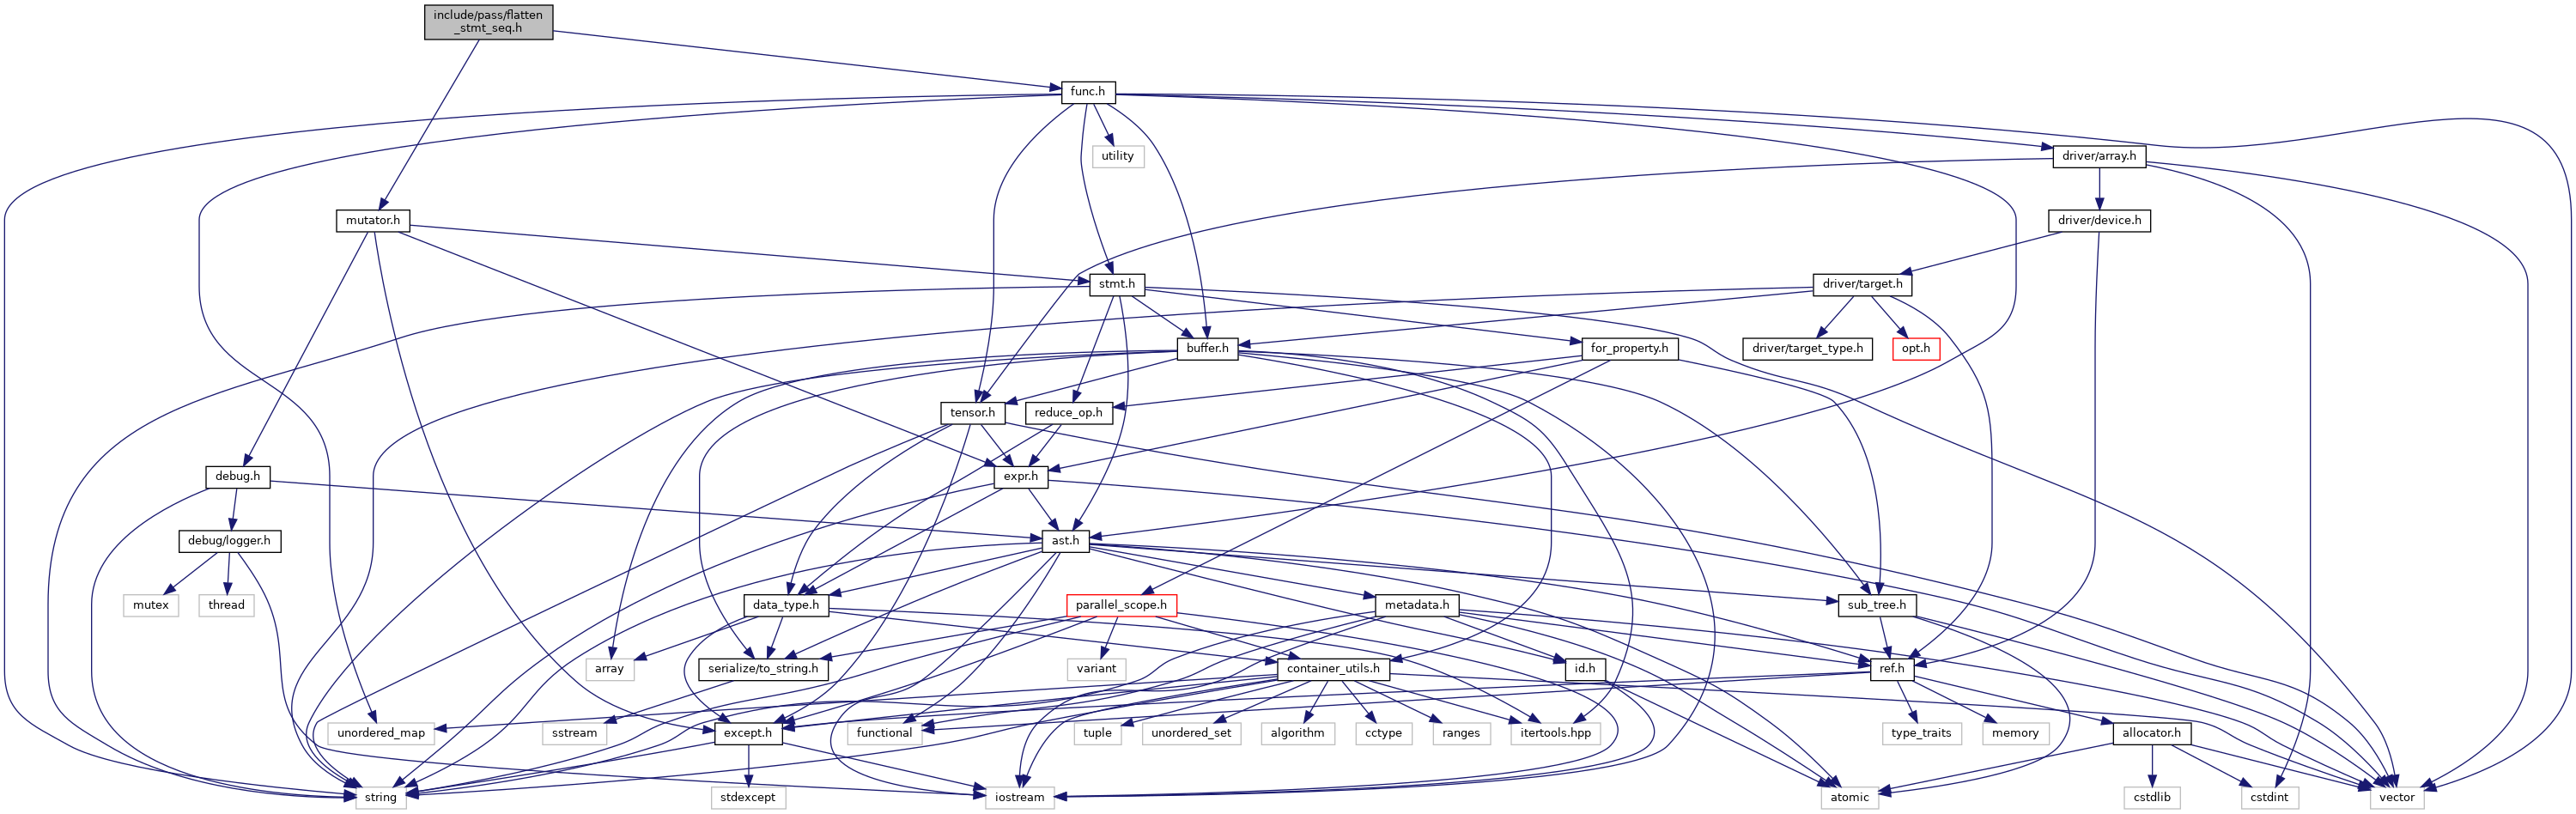 include/pass/flatten
_stmt_seq.h
func.h
utility
driver/array.h
mutator.h
driver/device.h
stmt.h
driver/target.h
buffer.h
for_property.h
driver/target_type.h
opt.h
tensor.h
reduce_op.h
debug.h
expr.h
debug/logger.h
ast.h
mutex
thread
data_type.h
parallel_scope.h
metadata.h
sub_tree.h
array
serialize/to_string.h
variant
container_utils.h
id.h
ref.h
unordered_map
sstream
except.h
functional
tuple
unordered_set
algorithm
cctype
ranges
itertools.hpp
type_traits
memory
allocator.h
string
stdexcept
iostream
atomic
cstdlib
cstdint
vector